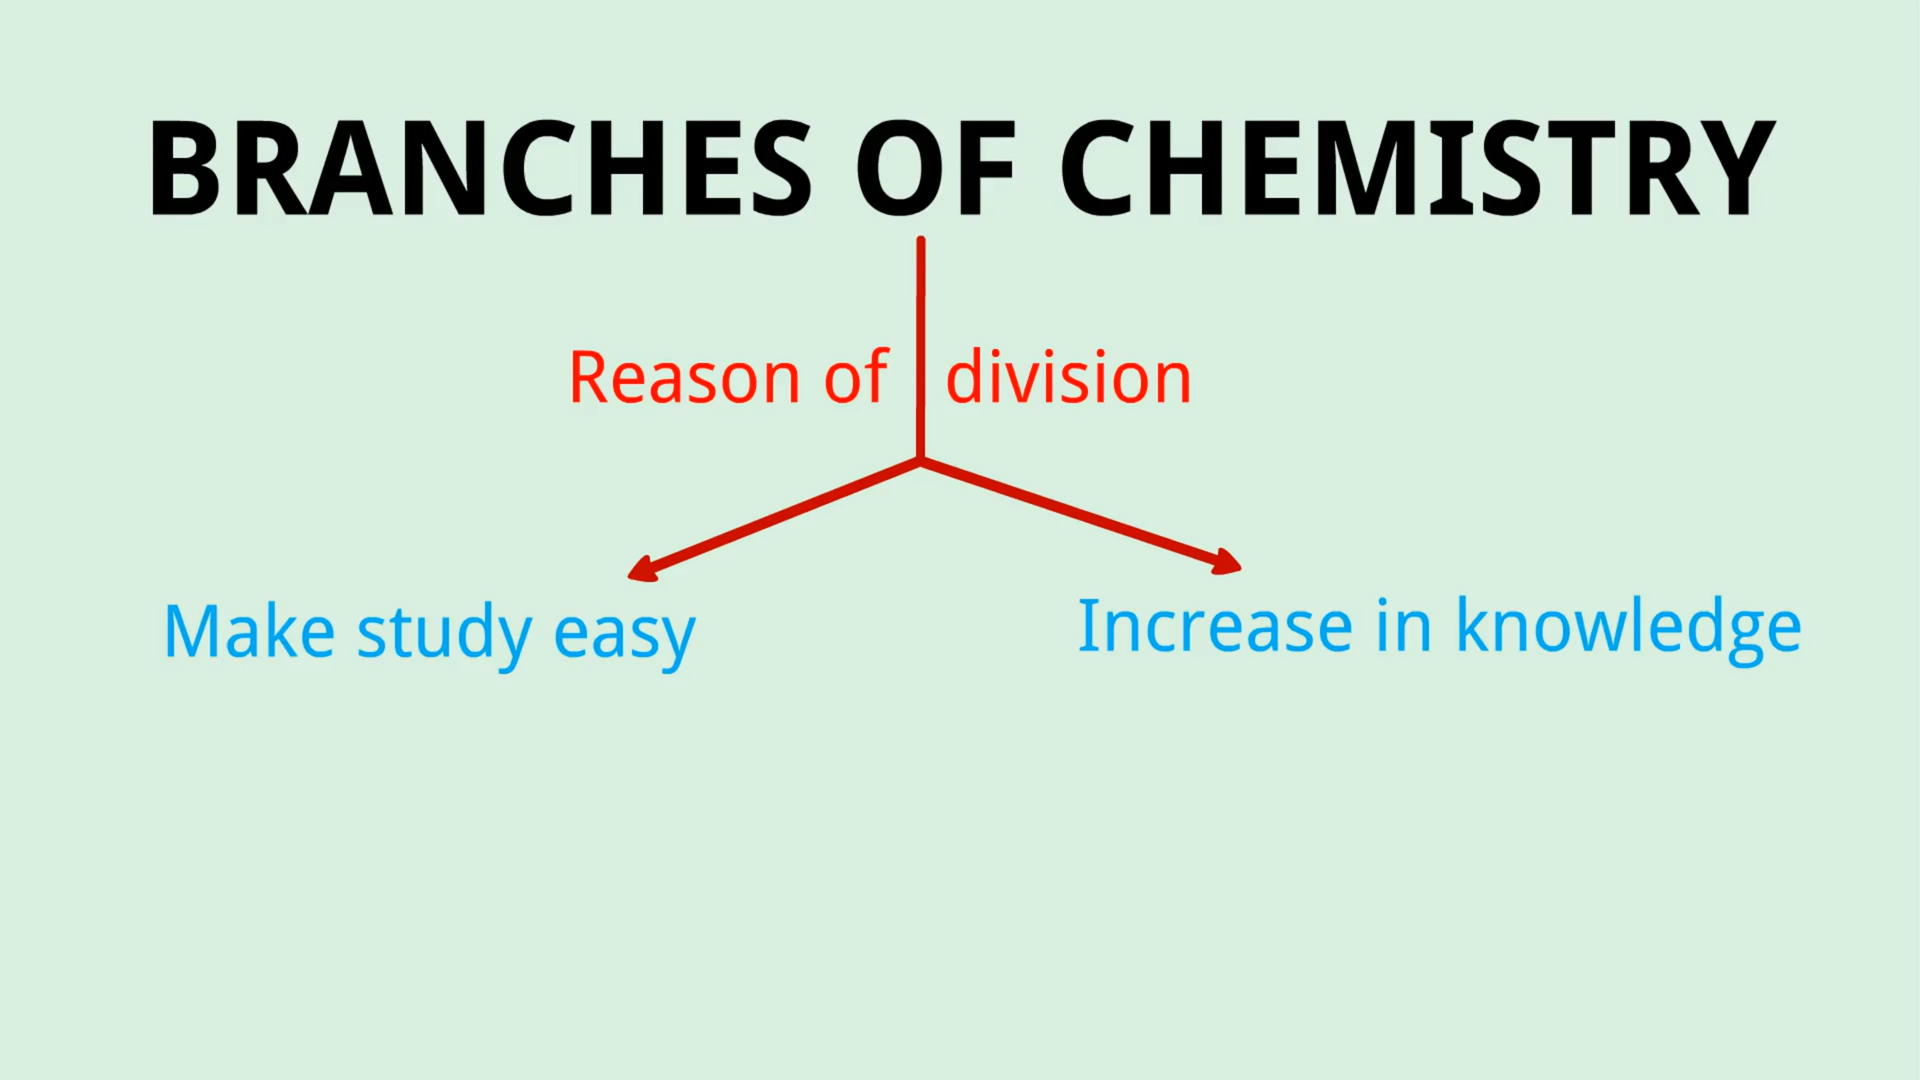 BRANCHES OF CHEMISTRY
Reason of division
Make study easy
Increase in knowledge